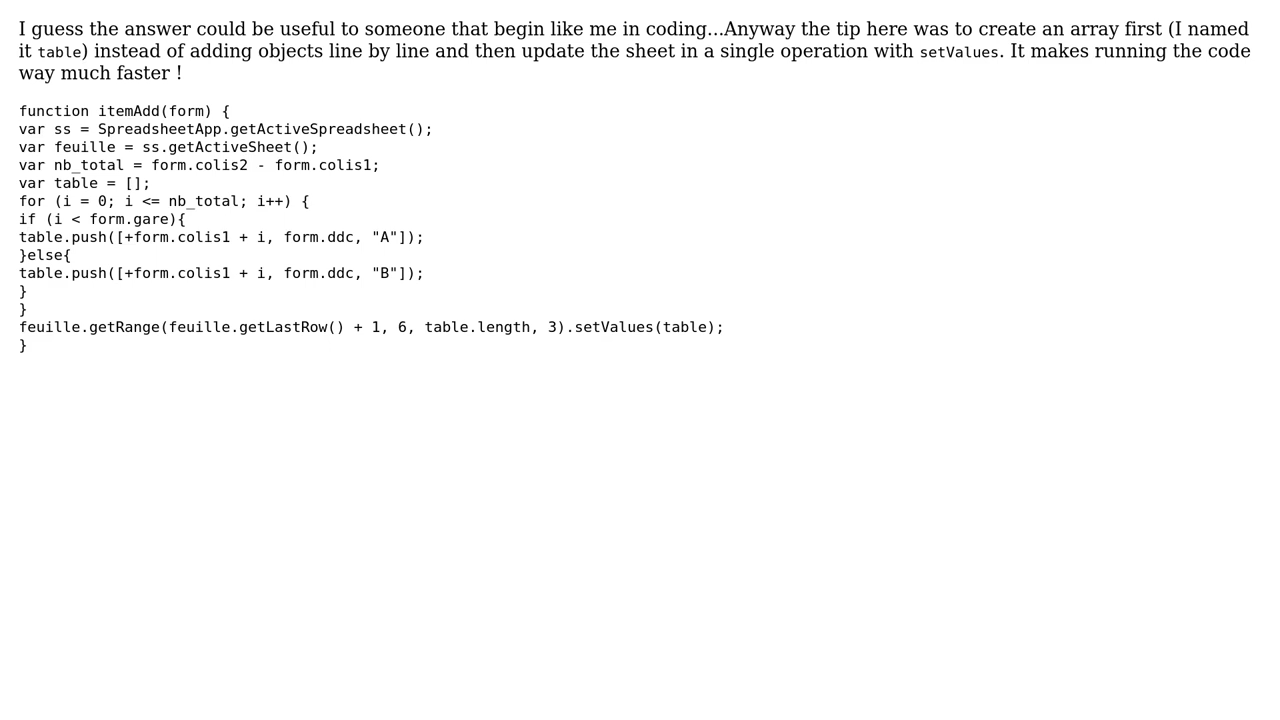 I guess the answer could be useful to someone that begin like me in coding...Anyway the tip here was to create an array first (I named
it table) instead of adding objects line by line and then update the sheet in a single operation with setValues. It makes running the code
way much faster !
function itemAdd(form) {
var ss = SpreadsheetApp.getActiveSpreadsheet();
var feuille = ss.getActiveSheet();
var nb_total = form.colis2 - form.colis1;
var table = [];
for (i = 0; i <= nb_total; i++) {
if (i < form.gare){
table.push([+form.colis1 + i, form.ddc, "A"]);
}else{
table.push([+form.colis1 + i, form.ddc, "B"]);
}
}
feuille.getRange(feuille.getLastRow() + 1, 6, table.length, 3).setValues(table);
}